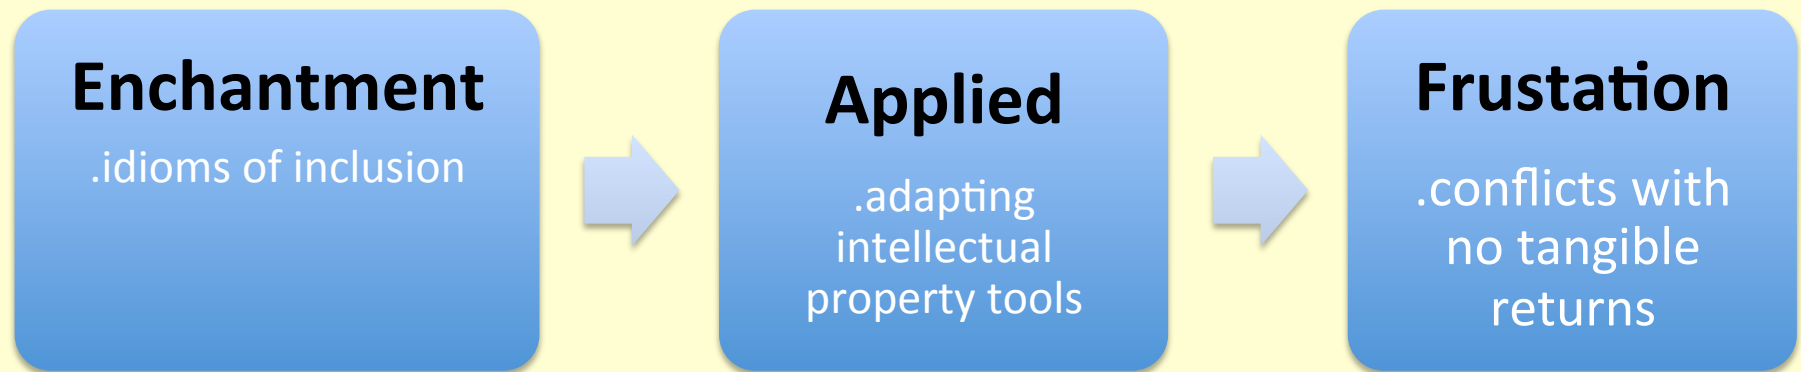 Enchantment
.idioms of inclusion
Applied
.adapting
intellectual
property tools
Frustation
.conflicts with
no tangible
returns